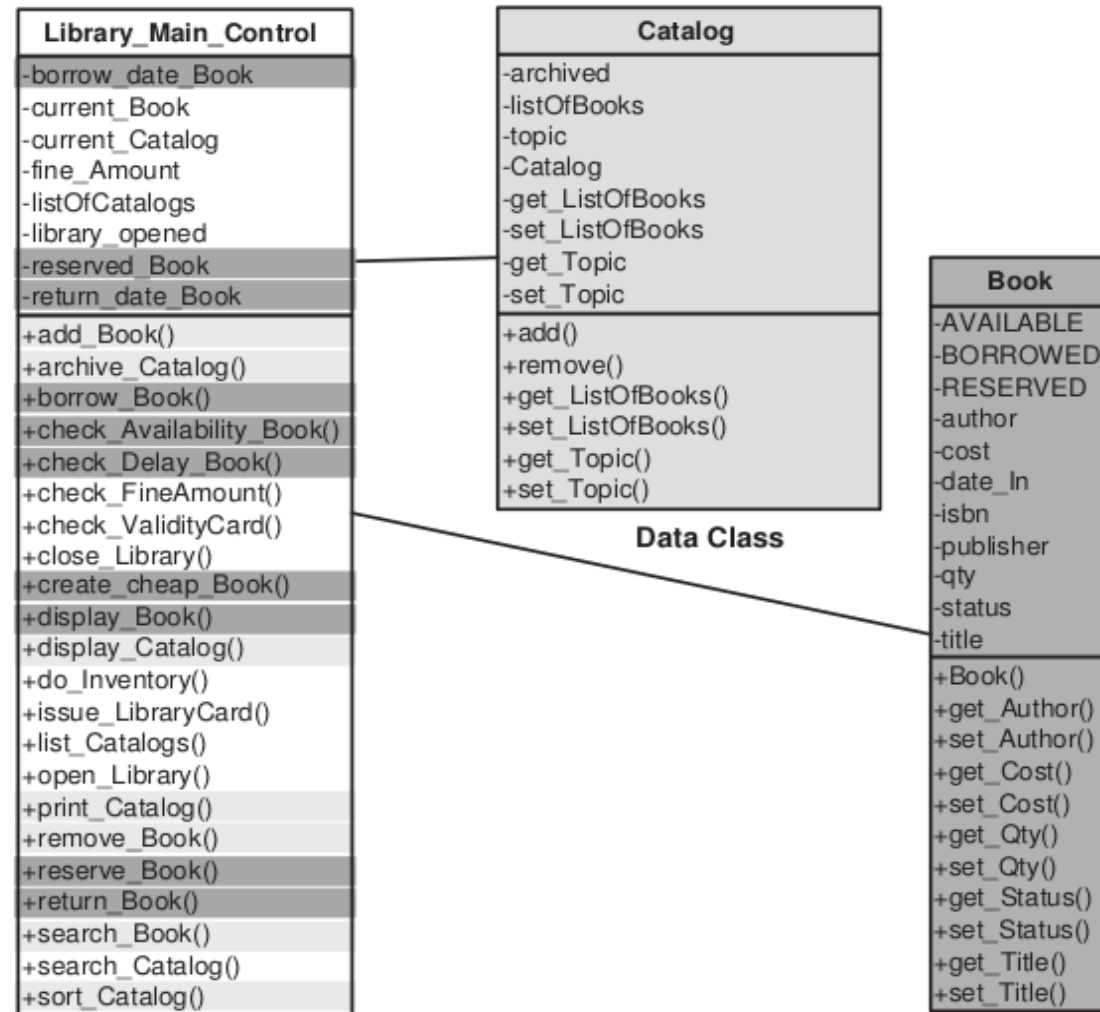 Library_Main_Control
-borrow_date_Book
-current_Book
-current_Catalog
-fine_Amount
-listOfCatalogs
-library_opened
-reserved_Book
-return_date_Book
+add_Book()
+archive_Catalog()
+borrow_Book()
+check_Availability_Book()
+check_Delay_Book()
+check_FineAmount()
+check_ValidityCard()
+close_Library()
+create_cheap_Book()
+display_Book()
+display_Catalog()
+do_Inventory()
+issue_LibraryCard()
+list_Catalogs()
+open_Library()
+print_Catalog()
+remove_Book()
+reserve_Book()
+return_Book()
+search_Book()
+search_Catalog()
+sort_Catalog()
Catalog
-archived
-listOfBooks
-topic
-Catalog
-get_ListOfBooks
-set_ListOfBooks
-get_Topic
-set_Topic
+add()
+remove()
+get_ListOfBooks()
+set_ListOfBooks()
+get_Topic()
+set_Topic()
Data Class
Book
-AVAILABLE
-BORROWED
-RESERVED
-author
-cost
-date_In
-isbn
-publisher
-qty
-status
-title
+Book()
+get_Author()
+set_Author()
+get_Cost()
+set_Cost()
+get_Qty()
+set_Qty()
+get_Status()
+set_Status()
+get_Title()
+set_Title()